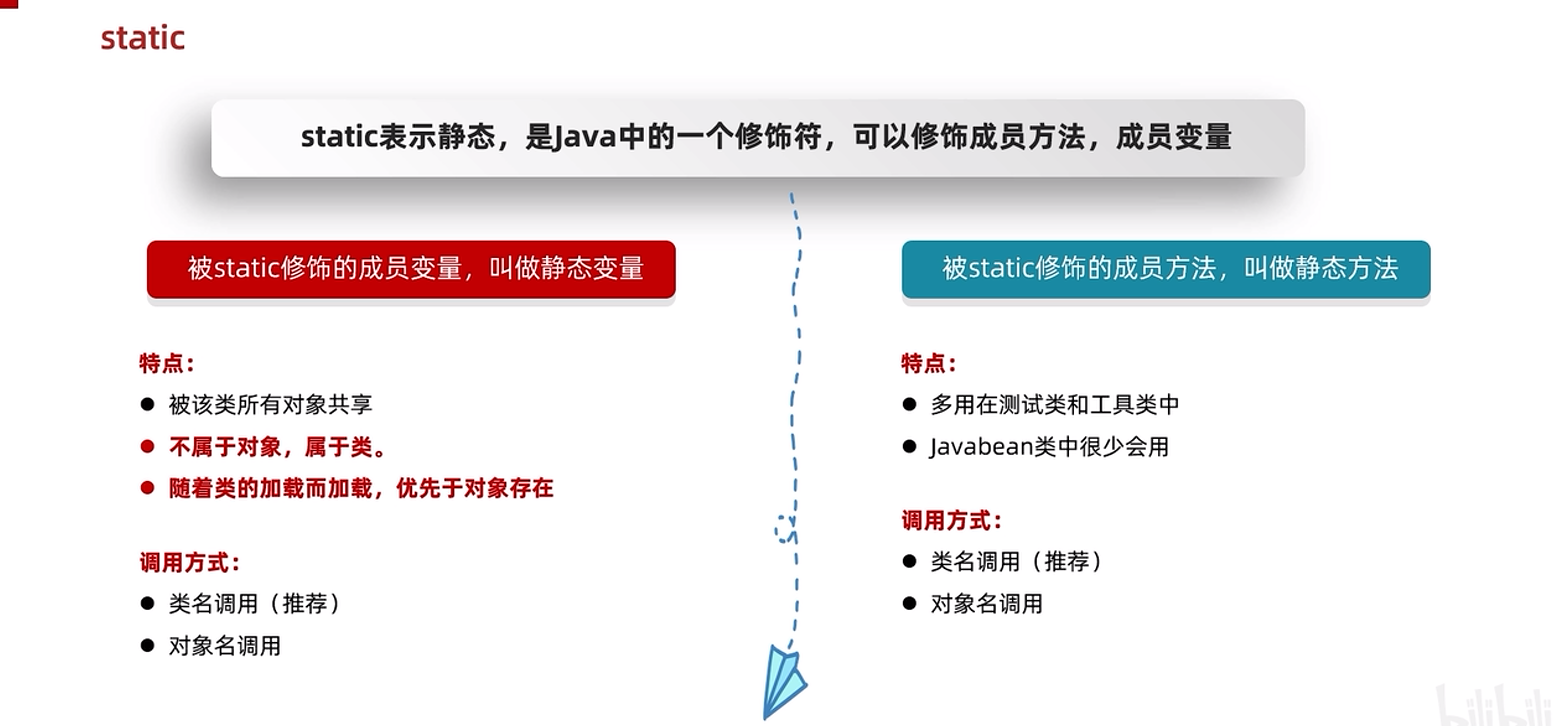 static
static表示静态，是Java中的一个修饰符，可以修饰成员方法，成员变量
被static修饰的成员变量，叫做静态变量
特点：
被该类所有对象共享
不属于对象，属于类。
随着类的加载而加载，优先于对象存在
调用方式：
类名调用（推荐）
对象名调用
被static修饰的成员方法，叫做静态方法
特点：
多用在测试类和工具类中
Javabean类中很少会用
调用方式：
类名调用（推荐）
对象名调用
bilibili